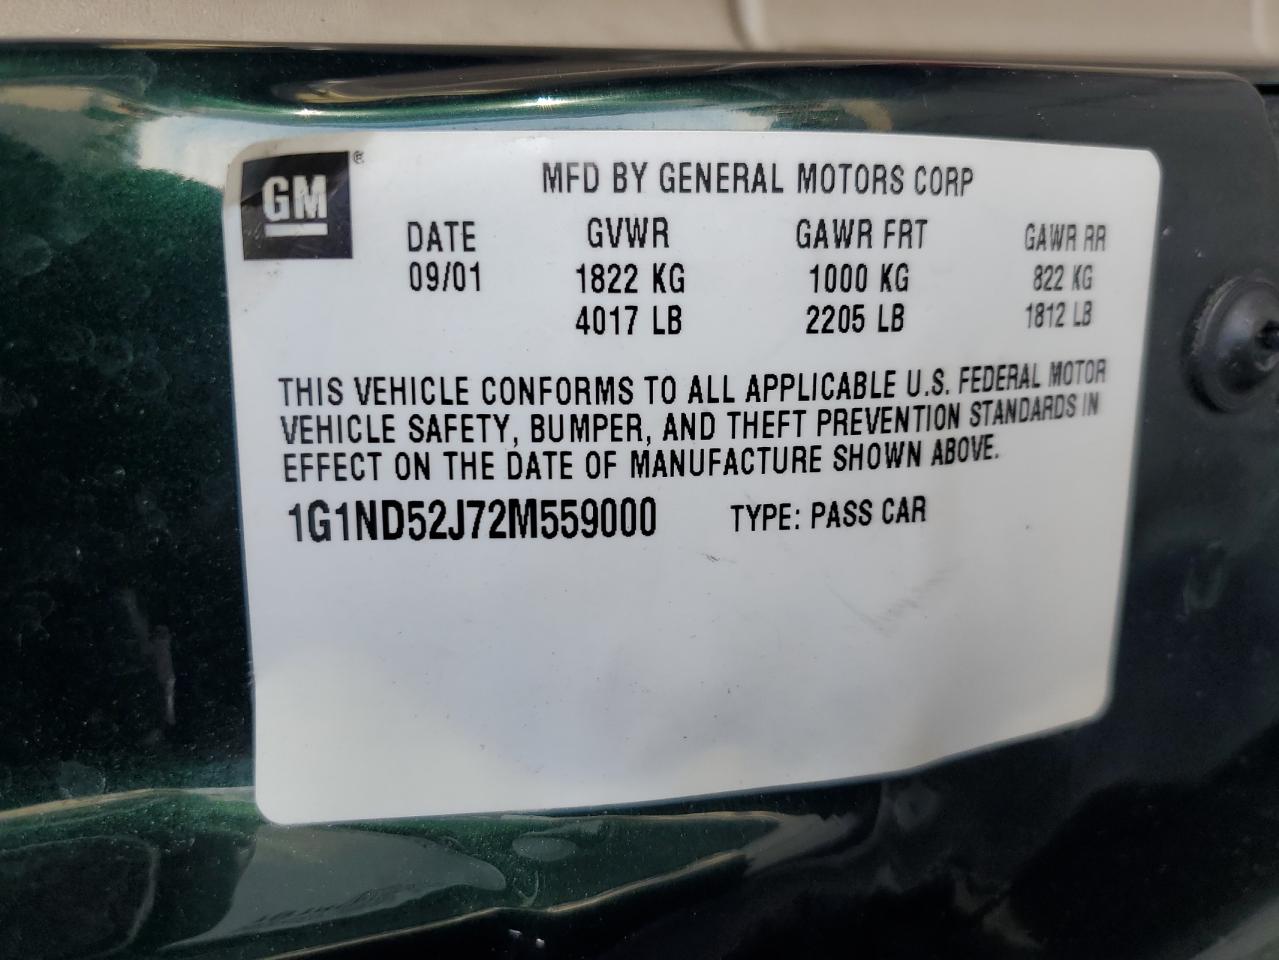 GM®
MFD BY GENERAL MOTORS CORP
DATE GVWR GAWR FRT GAWR RR
09/01 1822 KG 1000 KG 822 KG
4017 LB 2205 LB 1812 LB
THIS VEHICLE CONFORMS TO ALL APPLICABLE U.S. FEDERAL MOTOR
VEHICLE SAFETY, BUMPER, AND THEFT PREVENTION STANDARDS IN
EFFECT ON THE DATE OF MANUFACTURE SHOWN ABOVE.
1G1ND52J72M559000 TYPE: PASS CAR